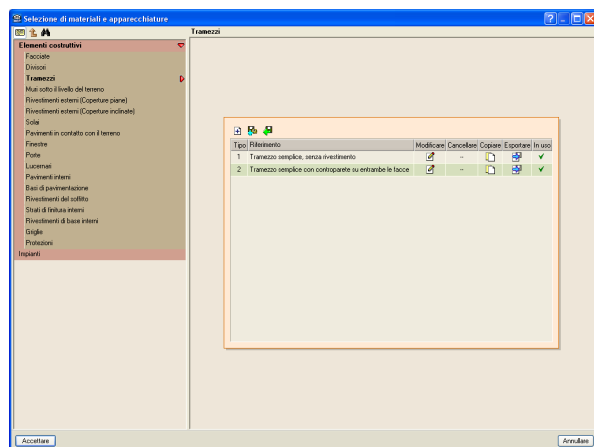 Selezione di materiali e apparecchiature
Tramezzi
Elementi costruttivi
Facciate
Divisori
Tramezzi
Muri sotto il livello del terreno
Rivestimenti esterni (Coperture piane)
Rivestimenti esterni (Coperture inclinate)
Solai
Pavimenti in contatto con il terreno
Finestre
Porte
Lucernari
Pavimenti interni
Basi di pavimentazione
Rivestimenti del soffitto
Strati di finitura interni
Rivestimenti di base interni
Griglie
Protezioni
Impianti
Tipo Riferimento Modificare Cancellare Copiare Esportare In uso
1 Tramezzo semplice, senza rivestimento --
2 Tramezzo semplice con controparete su entrambe le facce --
Accettare
Annullare